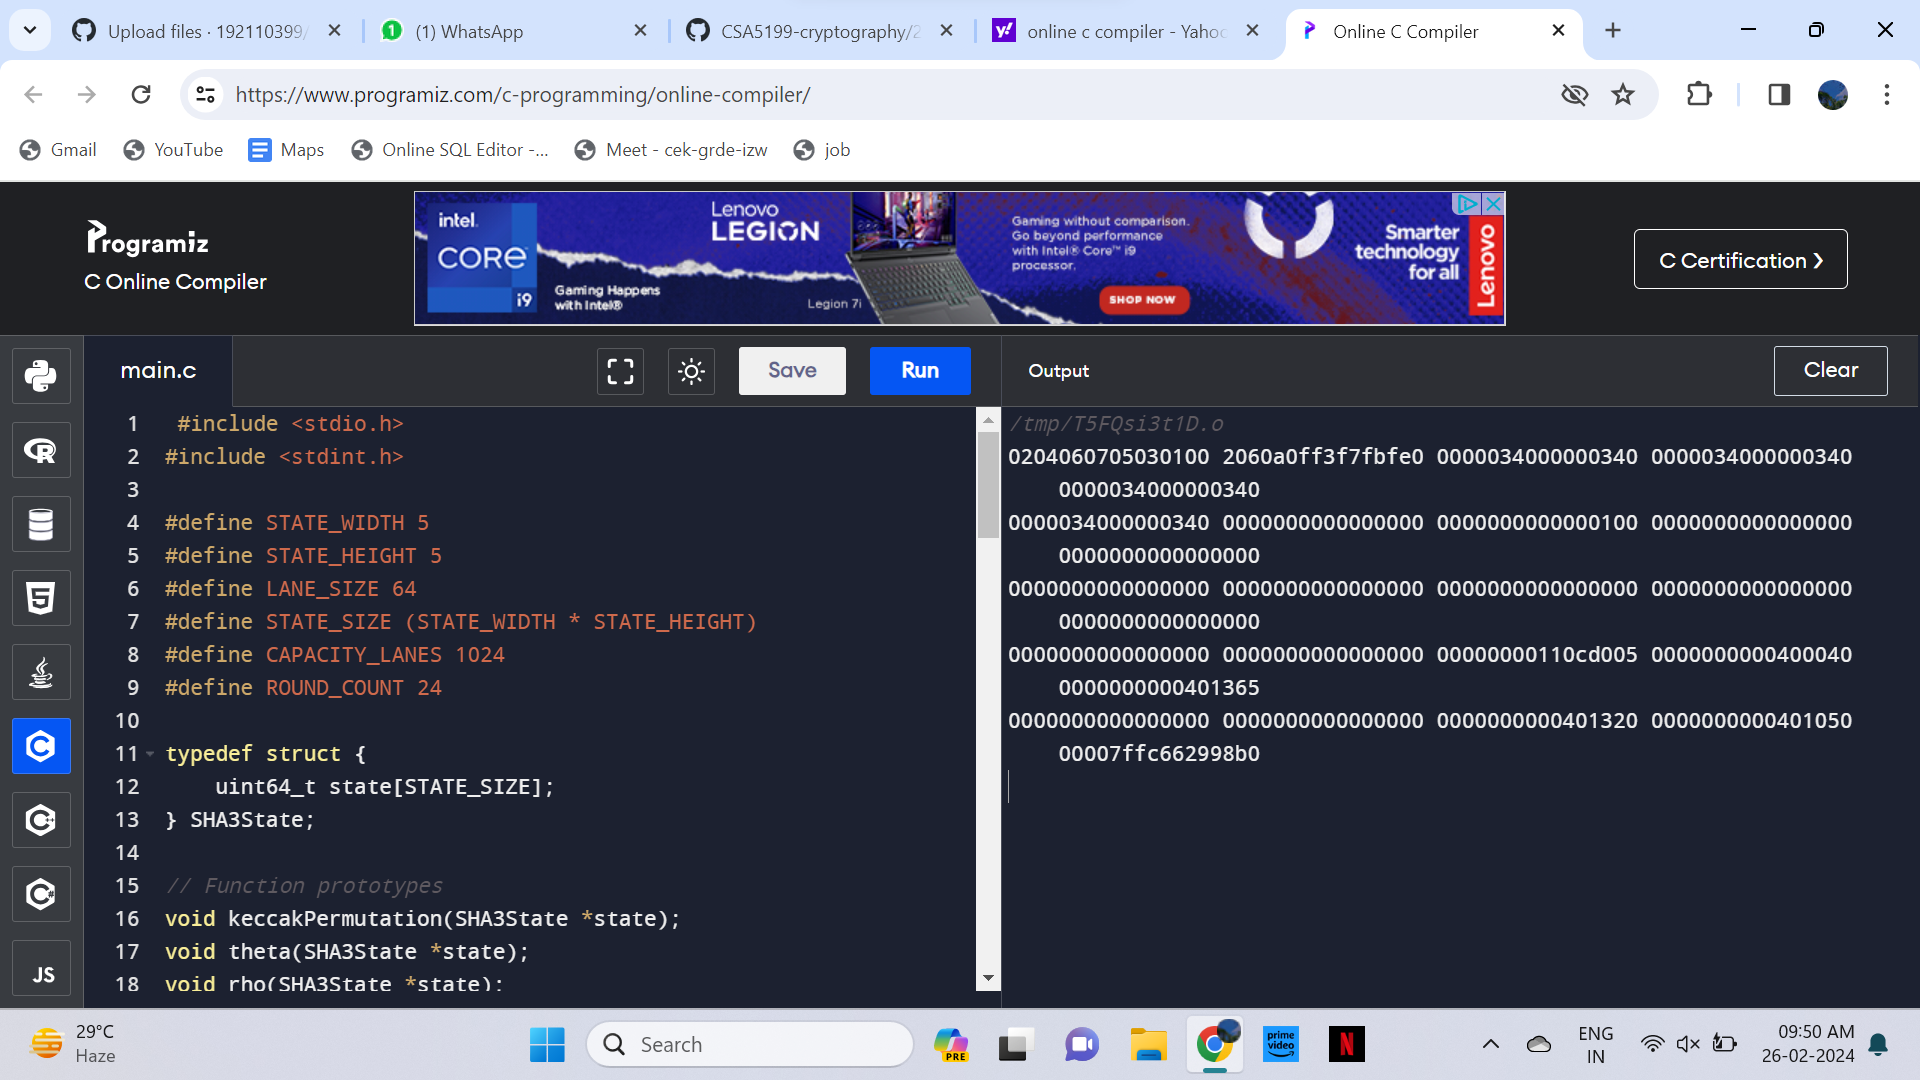 Upload files · 192110399/
(1) WhatsApp
CSA5199-cryptography/2
online c compiler - Yahoo
Online C Compiler
https://www.programiz.com/c-programming/online-compiler/
Gmail
YouTube
Maps
Online SQL Editor -...
Meet - cek-grde-izw
job
Programiz
C Online Compiler
intel.
CORE
i9
Gaming Happens
with Intel®
Lenovo
LEGION
Legion 7i
Gaming without comparison.
Go beyond performance
with Intel® Core™ i9
processor.
SHOP NOW
Smarter
technology
for all
Lenovo
C Certification ❯
main.c
Save
Run
Output
Clear
1 #include <stdio.h>
2 #include <stdint.h>
3
4 #define STATE_WIDTH 5
5 #define STATE_HEIGHT 5
6 #define LANE_SIZE 64
7 #define STATE_SIZE (STATE_WIDTH * STATE_HEIGHT)
8 #define CAPACITY_LANES 1024
9 #define ROUND_COUNT 24
10
11 typedef struct {
12 uint64_t state[STATE_SIZE];
13 } SHA3State;
14
15 // Function prototypes
16 void keccakPermutation(SHA3State *state);
17 void theta(SHA3State *state);
18 void rho(SHA3State *state);
/tmp/T5FQsi3t1D.o
0204060705030100 2060a0ff3f7fbfe0 0000034000000340 0000034000000340
0000034000000340
0000034000000340 0000000000000000 0000000000000100 0000000000000000
0000000000000000
0000000000000000 0000000000000000 0000000000000000 0000000000000000
0000000000000000
0000000000000000 0000000000000000 00000000110cd005 0000000000400040
0000000000401365
0000000000000000 0000000000000000 0000000000401320 0000000000401050
00007ffc662998b0
JS
29°C
Haze
Search
PRE
prime
video
N
ENG
IN
09:50 AM
26-02-2024